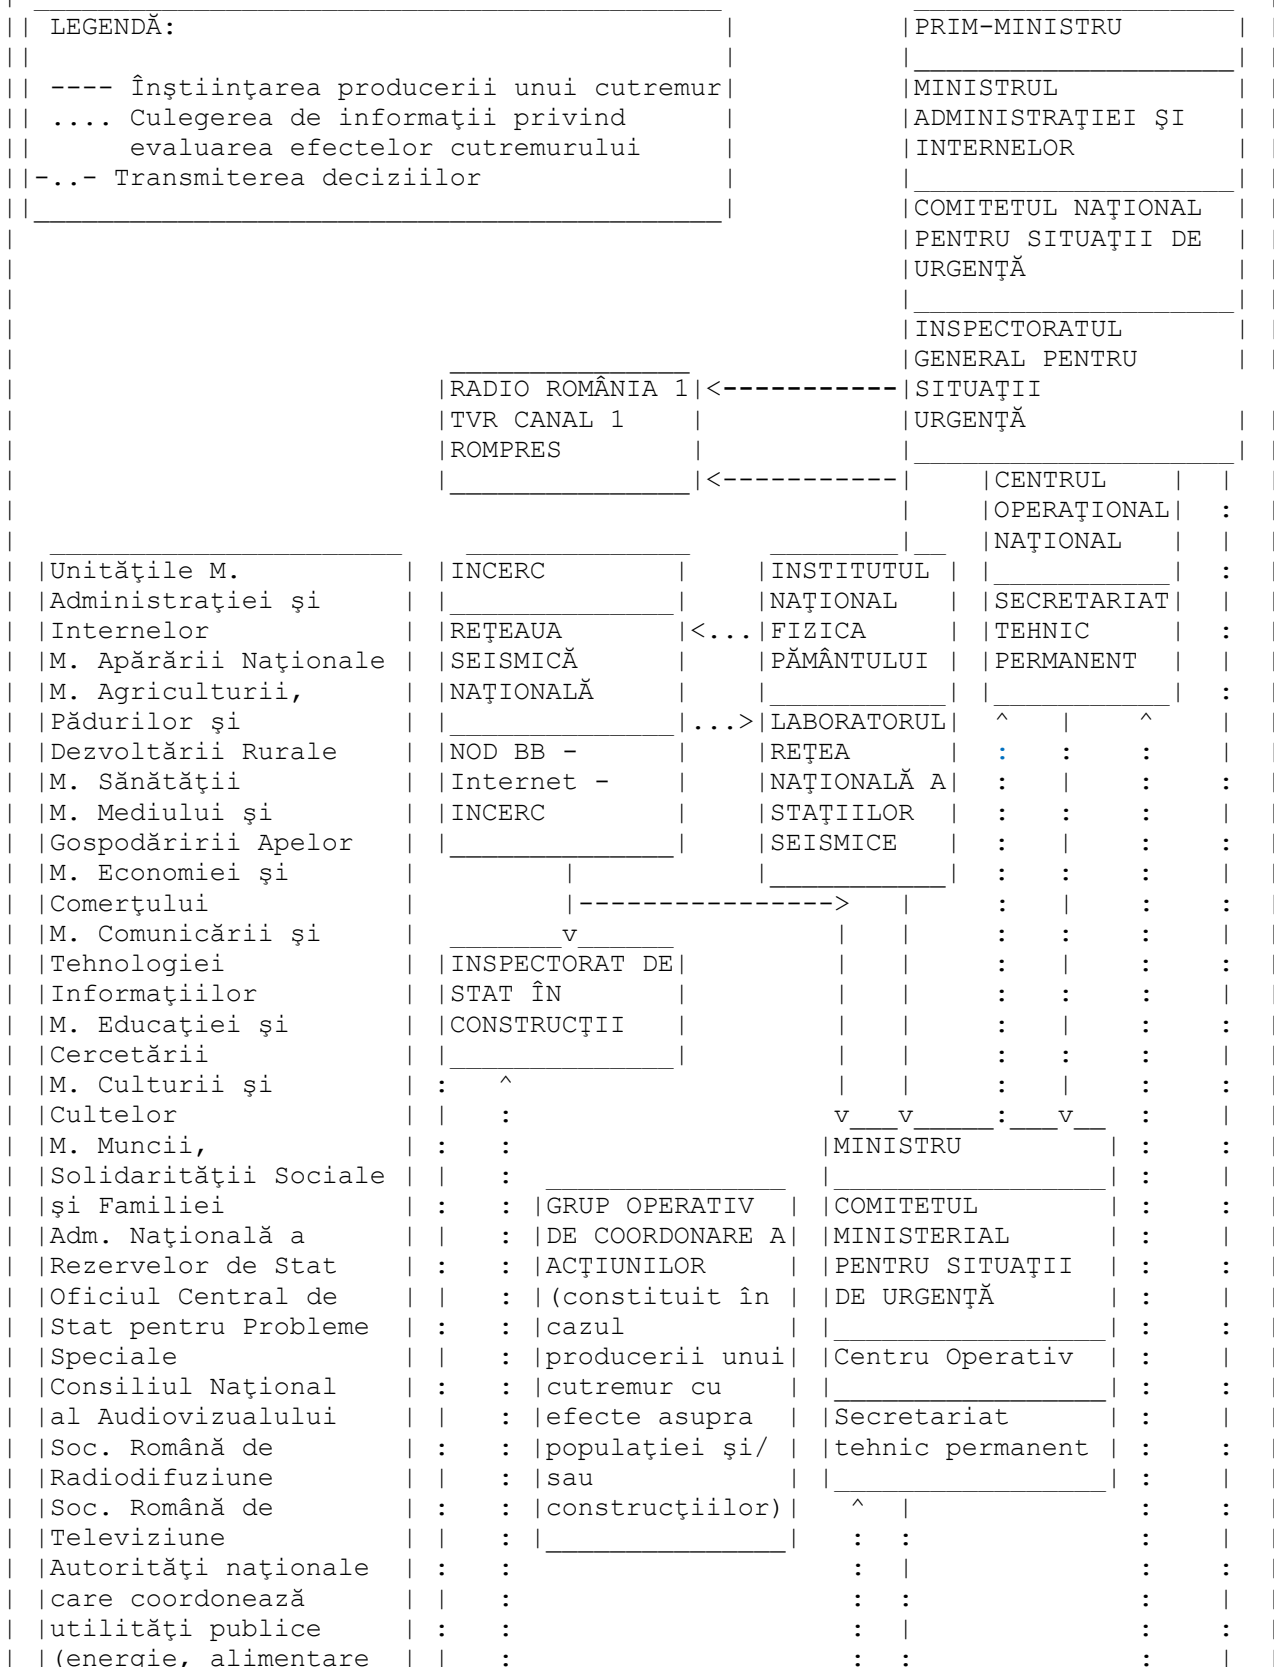 LEGENDĂ:
---- Înştiinţarea producerii unui cutremur
.... Culegerea de informaţii privind
evaluarea efectelor cutremurului
-..- Transmiterea deciziilor
PRIM-MINISTRU
MINISTRUL
ADMINISTRAŢIEI ŞI
INTERNELOR
COMITETUL NAŢIONAL
PENTRU SITUAŢII DE
URGENŢĂ
INSPECTORATUL
GENERAL PENTRU
SITUAŢII
URGENŢĂ
RADIO ROMÂNIA 1
TVR CANAL 1
ROMPRES
CENTRUL
OPERAŢIONAL
NAŢIONAL
SECRETARIAT
TEHNIC
PERMANENT
Unităţile M.
Administraţiei şi
Internelor
M. Apărării Naţionale
M. Agriculturii,
Pădurilor şi
Dezvoltării Rurale
M. Sănătăţii
M. Mediului şi
Gospodăririi Apelor
M. Economiei şi
Comerţului
M. Comunicării şi
Tehnologiei
Informaţiilor
M. Educaţiei şi
Cercetării
M. Culturii şi
Cultelor
M. Muncii,
Solidarităţii Sociale
şi Familiei
Adm. Naţională a
Rezervelor de Stat
Oficiul Central de
Stat pentru Probleme
Speciale
Consiliul Naţional
al Audiovizualului
Soc. Română de
Radiodifuziune
Soc. Română de
Televiziune
Autorităţi naţionale
care coordonează
utilităţi publice
(energie, alimentare
INCERC
REŢEAUA
SEISMICĂ
NAŢIONALĂ
NOD BB -
Internet -
INCERC
INSTITUTUL
NAŢIONAL
FIZICA
PĂMÂNTULUI
LABORATORUL
REŢEA
NAŢIONALĂ A
STAŢIILOR
SEISMICE
INSPECTORAT DE
STAT ÎN
CONSTRUCŢII
GRUP OPERATIV
DE COORDONARE A
ACŢIUNILOR
(constituit în
cazul
producerii unui
cutremur cu
efecte asupra
populaţiei şi/
sau
construcţiilor)
MINISTRU
COMITETUL
MINISTERIAL
PENTRU SITUAŢII
DE URGENŢĂ
Centru Operativ
Secretariat
tehnic permanent